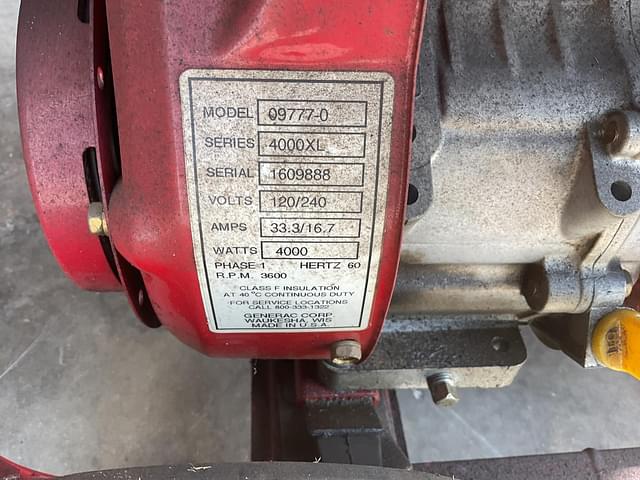 MODEL 09777-0
SERIES 4000XL
SERIAL 1609888
VOLTS 120/240
AMPS 33.3/16.7
WATTS 4000
PHASE 1 HERTZ 60
R.P.M. 3600
CLASS F INSULATION
AT 40 °C CONTINUOUS DUTY
FOR SERVICE LOCATIONS
CALL 800-333-1322
GENERAC CORP
WAUKESHA, WIS
MADE IN U.S.A.